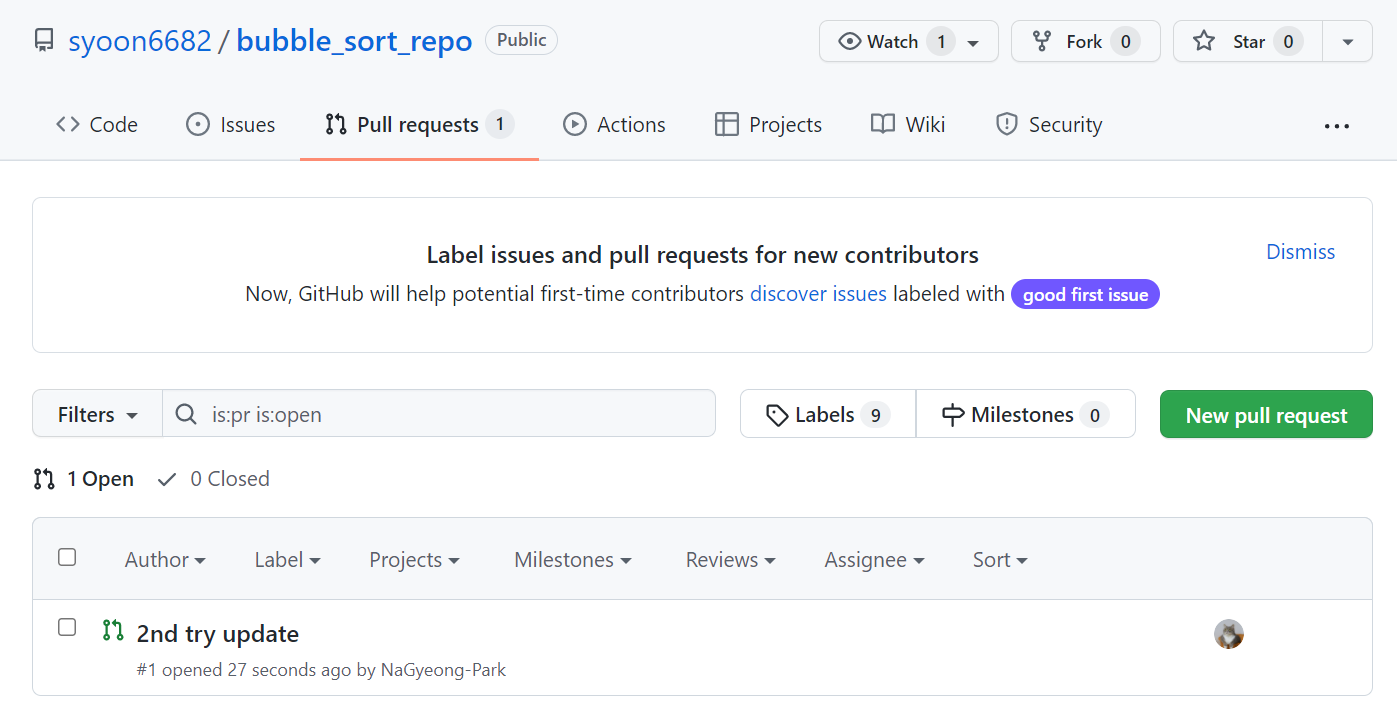 syoon6682 / bubble_sort_repo Public Watch 1 Fork 0 Star 0
Code Issues Pull requests 1 Actions Projects Wiki Security
Label issues and pull requests for new contributors Dismiss
Now, GitHub will help potential first-time contributors discover issues labeled with good first issue
Filters is:pr is:open Labels 9 Milestones 0 New pull request
1 Open 0 Closed
Author Label Projects Milestones Reviews Assignee Sort
2nd try update
#1 opened 27 seconds ago by NaGyeong-Park